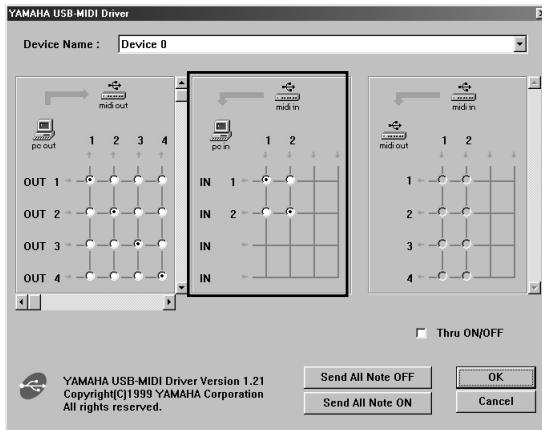 YAMAHA USB-MIDI Driver
Device Name : Device 0
midi out
pc out 1 2 3 4
OUT 1
OUT 2
OUT 3
OUT 4
midi in
pc in 1 2
IN 1
IN 2
IN
IN
midi in
midi out 1 2
1
2
3
4
Thru ON/OFF
YAMAHA USB-MIDI Driver Version 1.21
Copyright(C)1999 YAMAHA Corporation
All rights reserved.
Send All Note OFF
Send All Note ON
OK
Cancel